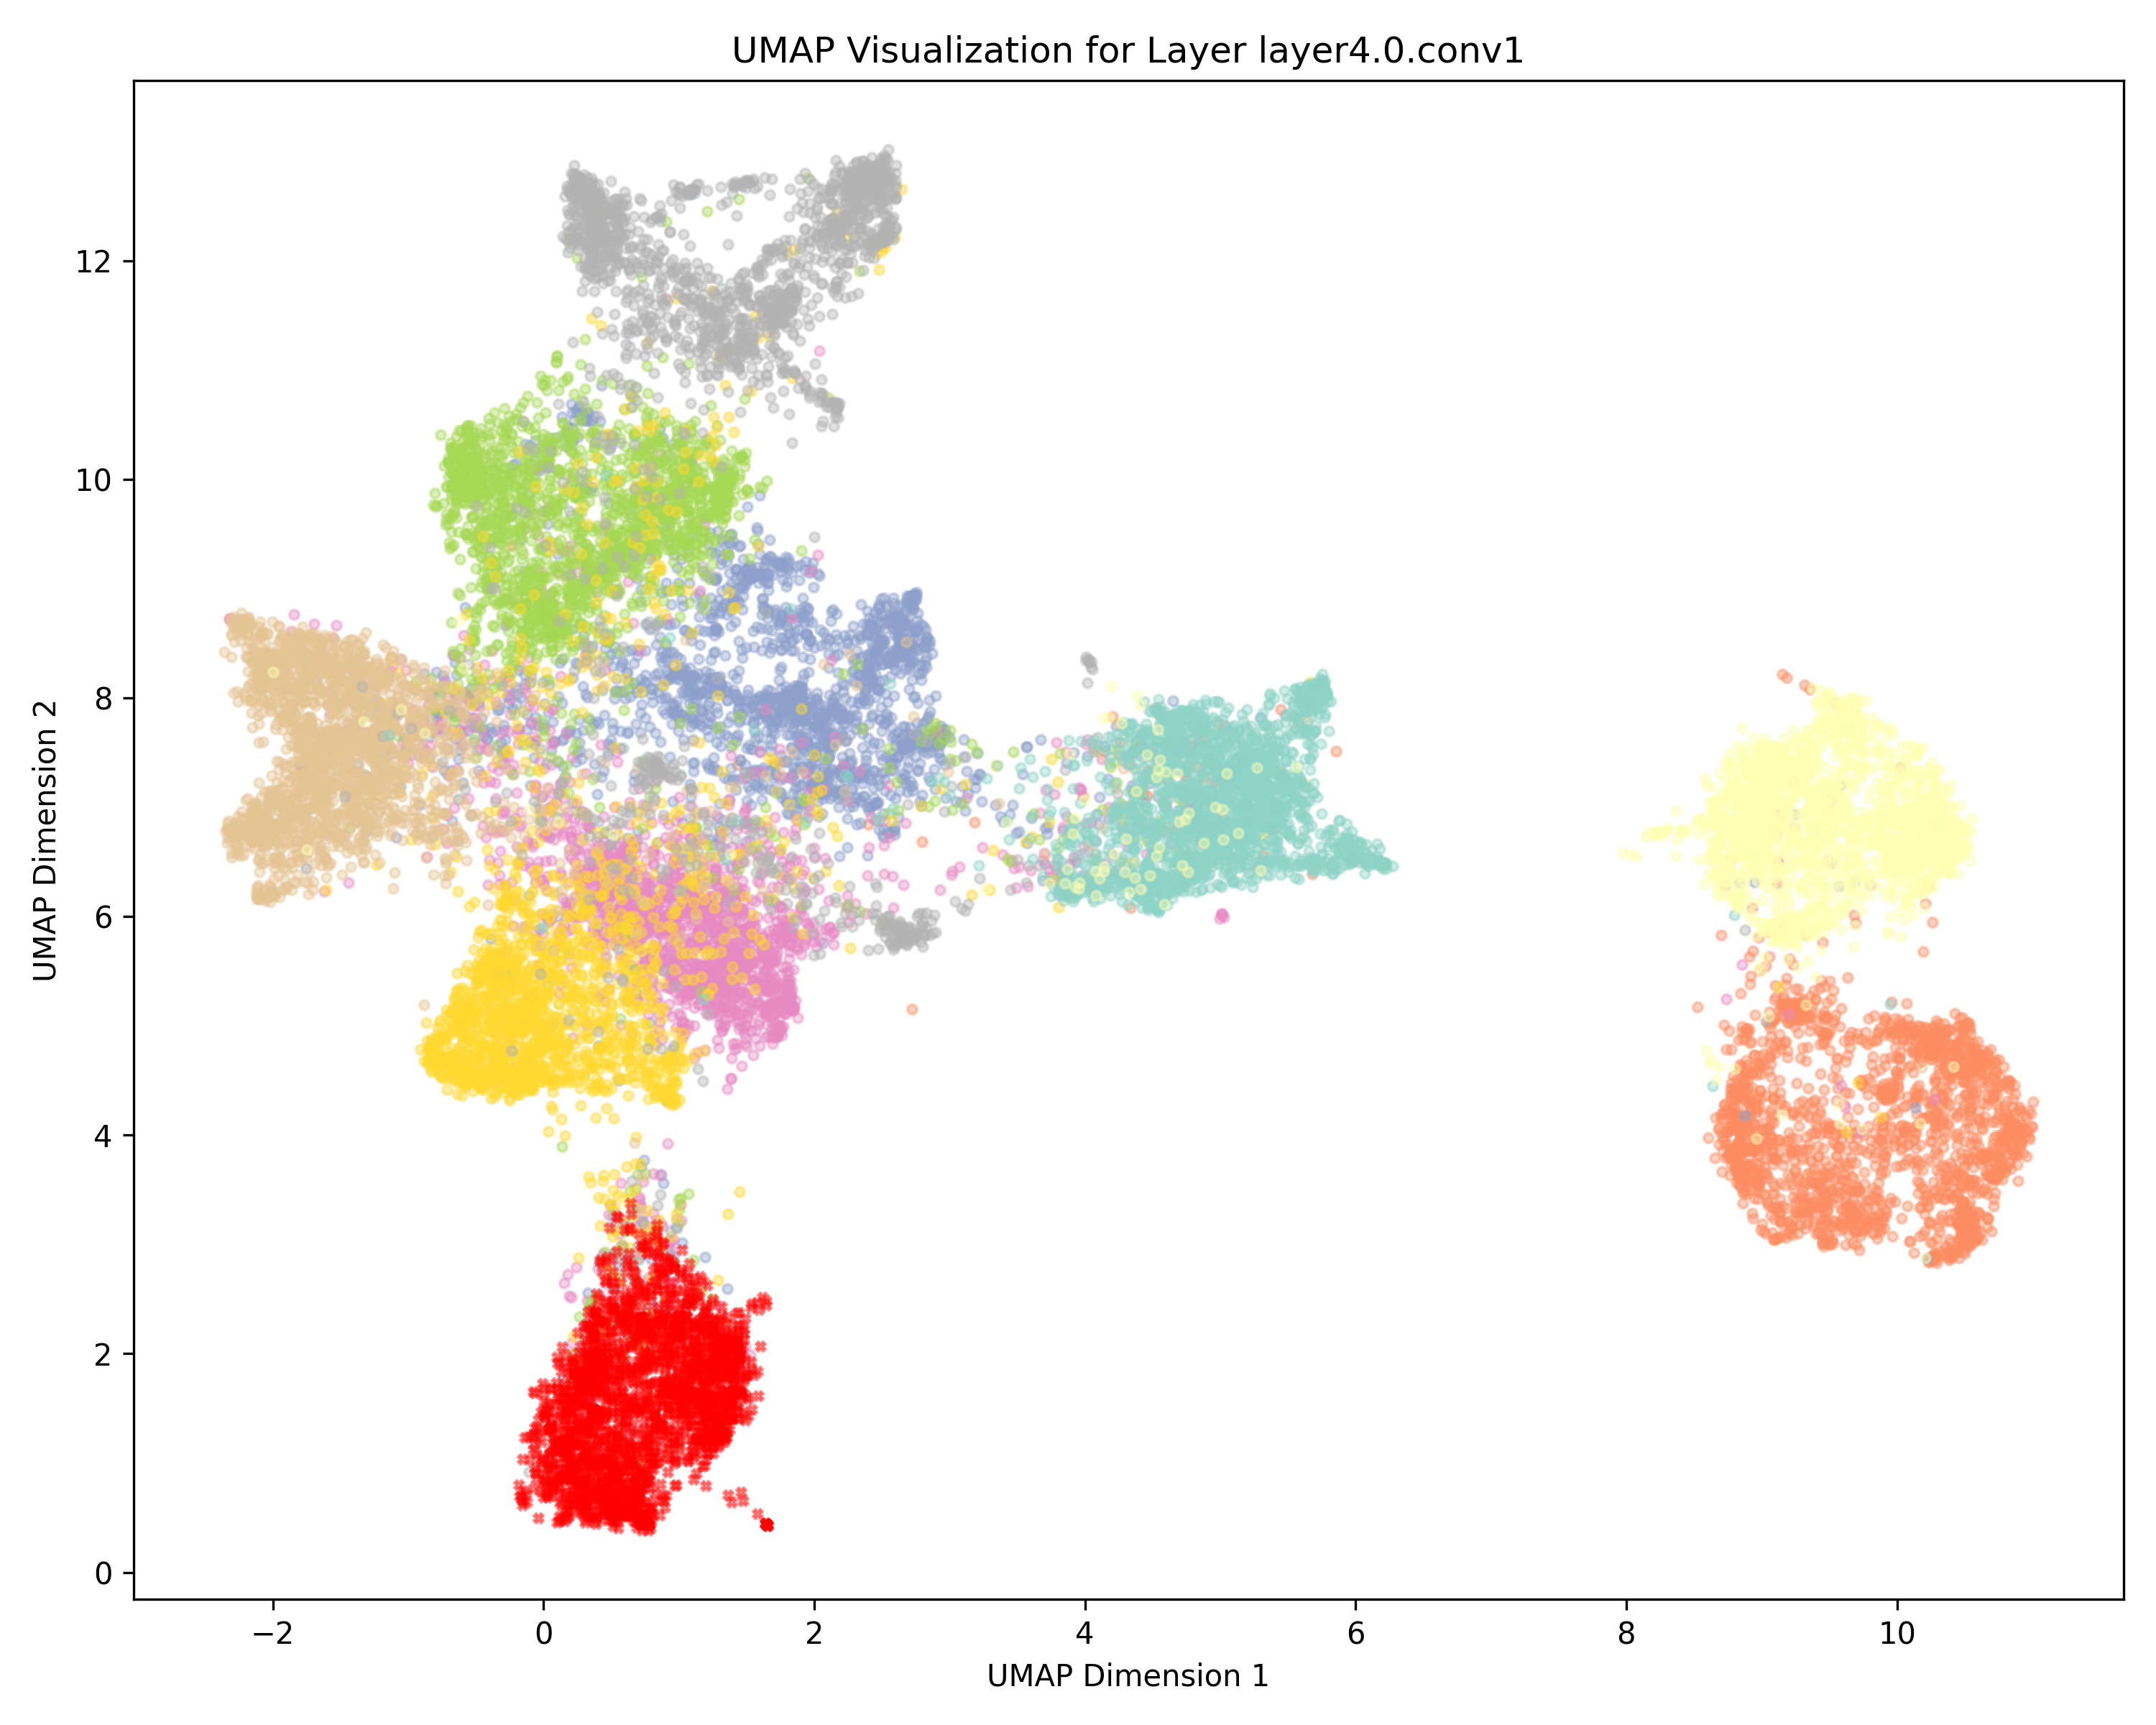 UMAP Visualization for Layer layer4.0.conv1
12
10
8
6
4
2
0
UMAP Dimension 2
−2 0 2 4 6 8 10
UMAP Dimension 1